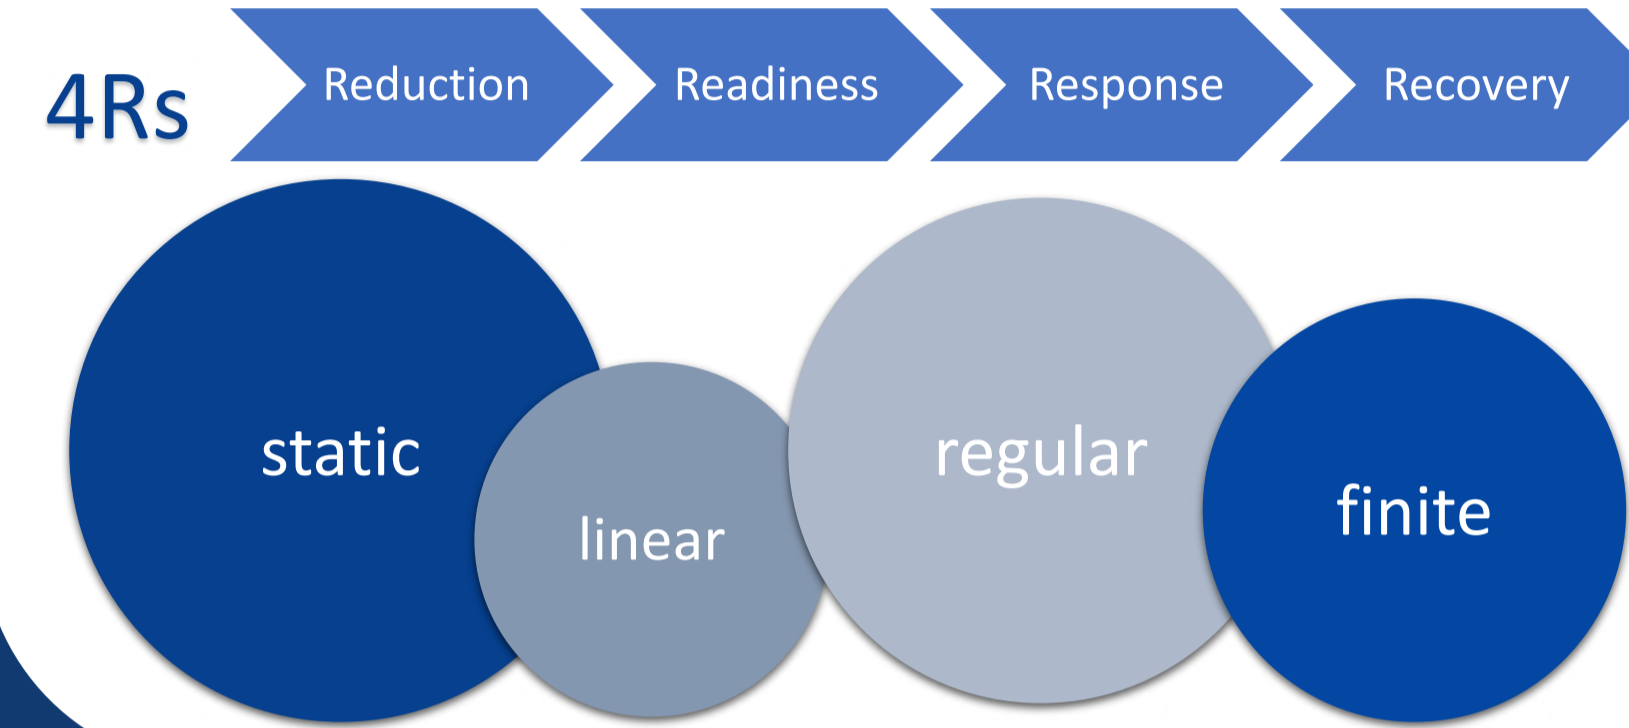 4Rs
Reduction
Readiness
Response
Recovery
static
linear
regular
finite